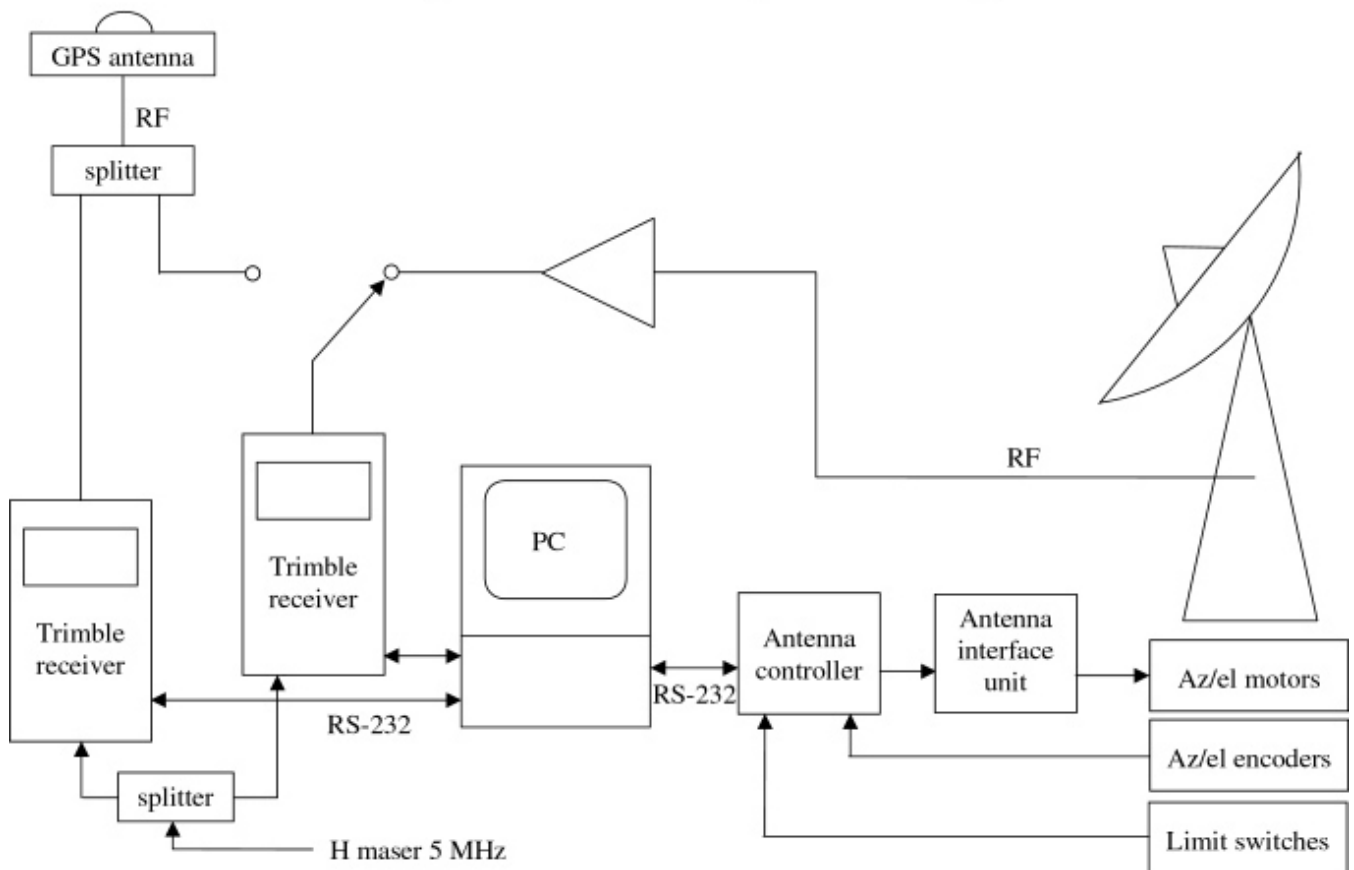 GPS antenna
RF
splitter
RF
PC
Trimble
receiver
Trimble
receiver
Antenna
controller
Antenna
interface
unit
Az/el motors
RS-232
RS-232
Az/el encoders
splitter
Limit switches
H maser 5 MHz